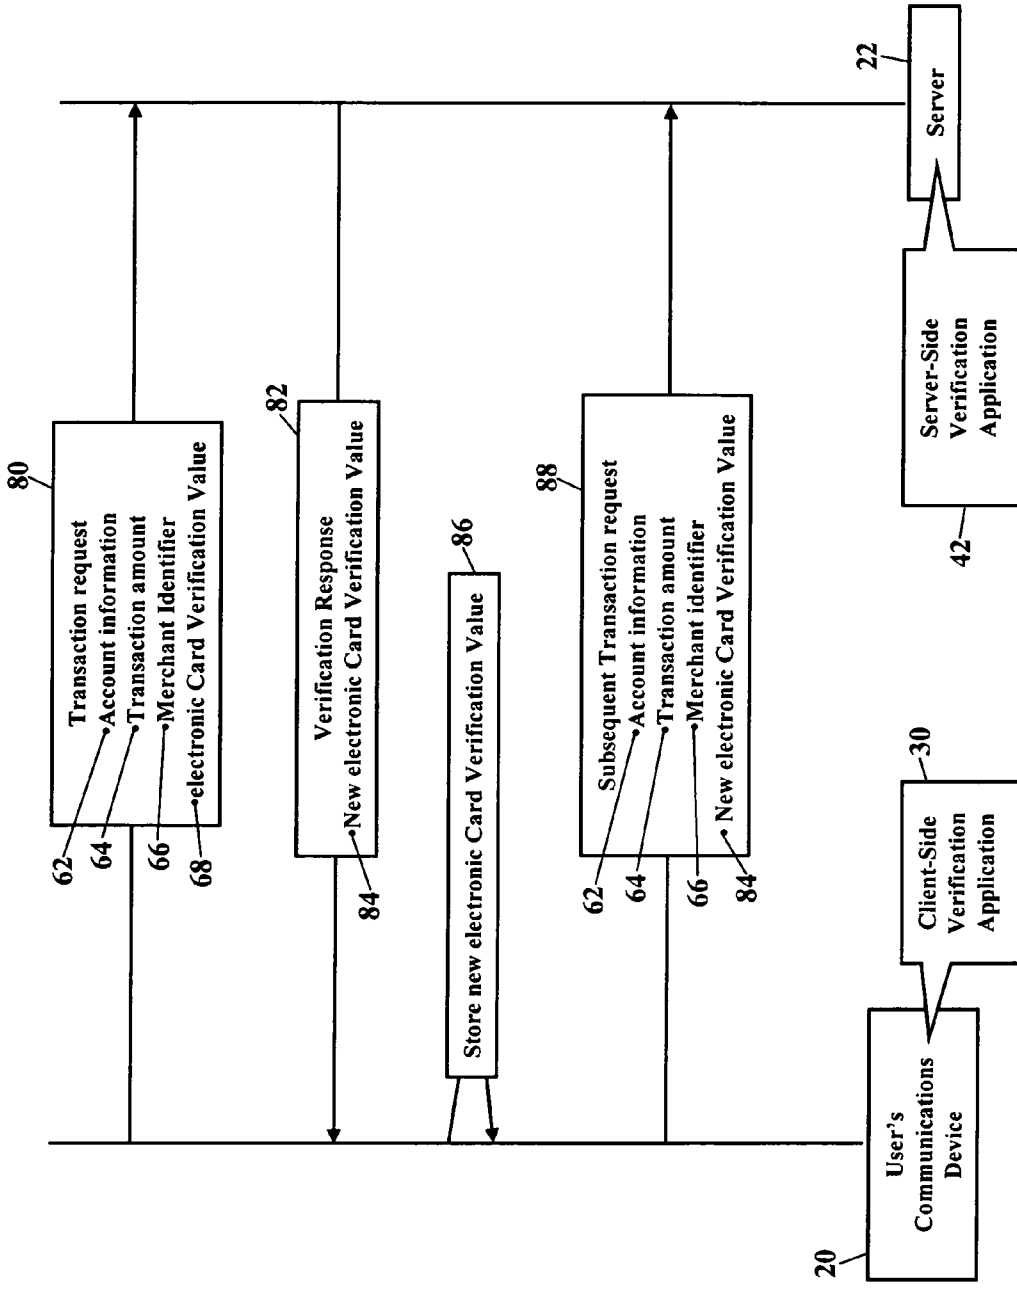 80
Transaction request
62
•Account information
64
•Transaction amount
66
•Merchant Identifier
68
•electronic Card Verification Value
82
Verification Response
84
•New electronic Card Verification Value
86
Store new electronic Card Verification Value
88
Subsequent Transaction request
62
•Account information
64
•Transaction amount
66
•Merchant identifier
84
• New electronic Card Verification Value
20
User's
Communications
Device
30
Client-Side
Verification
Application
42
Server-Side
Verification
Application
22
Server